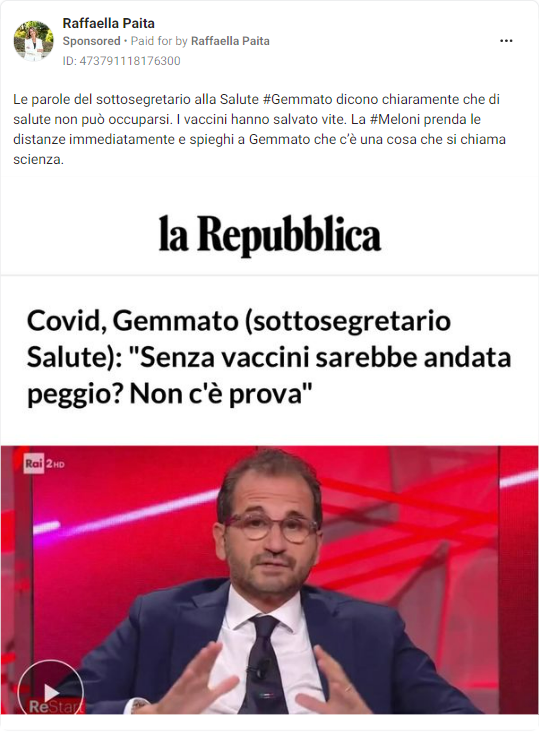 Raffaella Paita
Sponsored • Paid for by Raffaella Paita
ID: 473791118176300
Le parole del sottosegretario alla Salute #Gemmato dicono chiaramente che di
salute non può occuparsi. I vaccini hanno salvato vite. La #Meloni prenda le
distanze immediatamente e spieghi a Gemmato che c'è una cosa che si chiama
scienza.
la Repubblica
Covid, Gemmato (sottosegretario
Salute): "Senza vaccini sarebbe andata
peggio? Non c'è prova"
Rai 2HD
ReStart